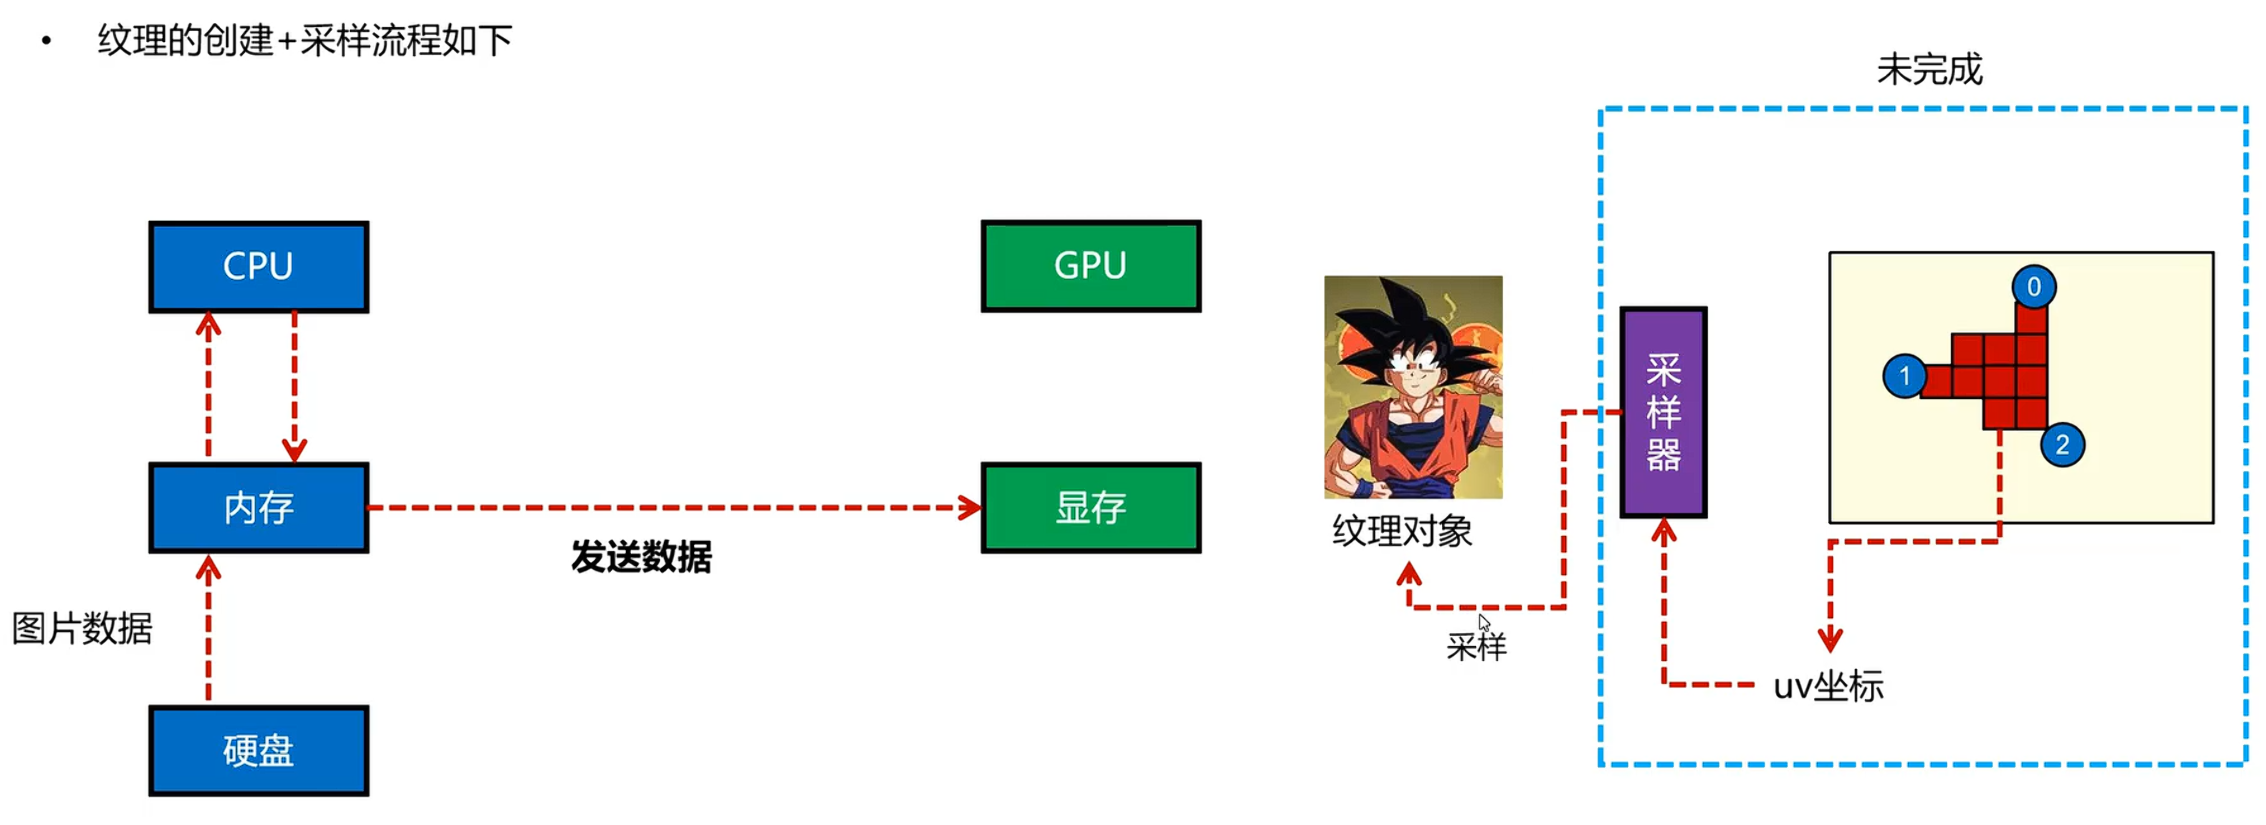 • 纹理的创建+采样流程如下
未完成
CPU
GPU
内存
发送数据
显存
图片数据
硬盘
纹理对象
采样
采
样
器
0
1
2
uv坐标